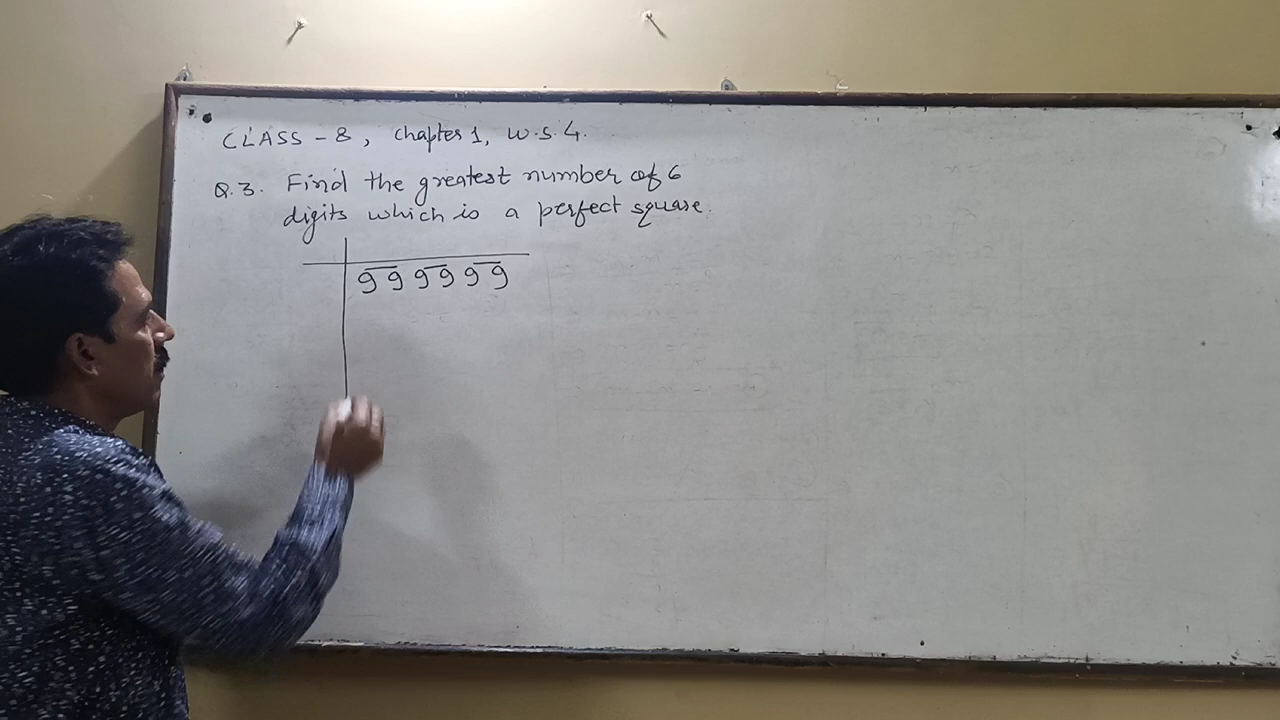 CLASS - 8, Chapter 1, W.S. 4.
Q.3. Find the greatest number of 6
digits which is a perfect square.
999999